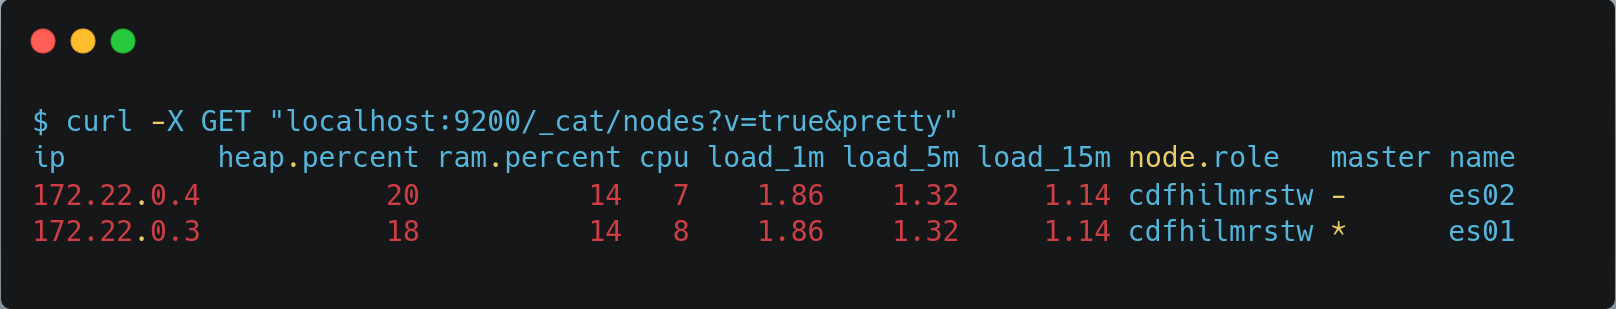 $ curl -X GET "localhost:9200/_cat/nodes?v=true&pretty"
ip         heap.percent ram.percent cpu load_1m load_5m load_15m node.role   master name
172.22.0.4           20          14   7    1.86    1.32     1.14 cdfhilmrstw -      es02
172.22.0.3           18          14   8    1.86    1.32     1.14 cdfhilmrstw *      es01